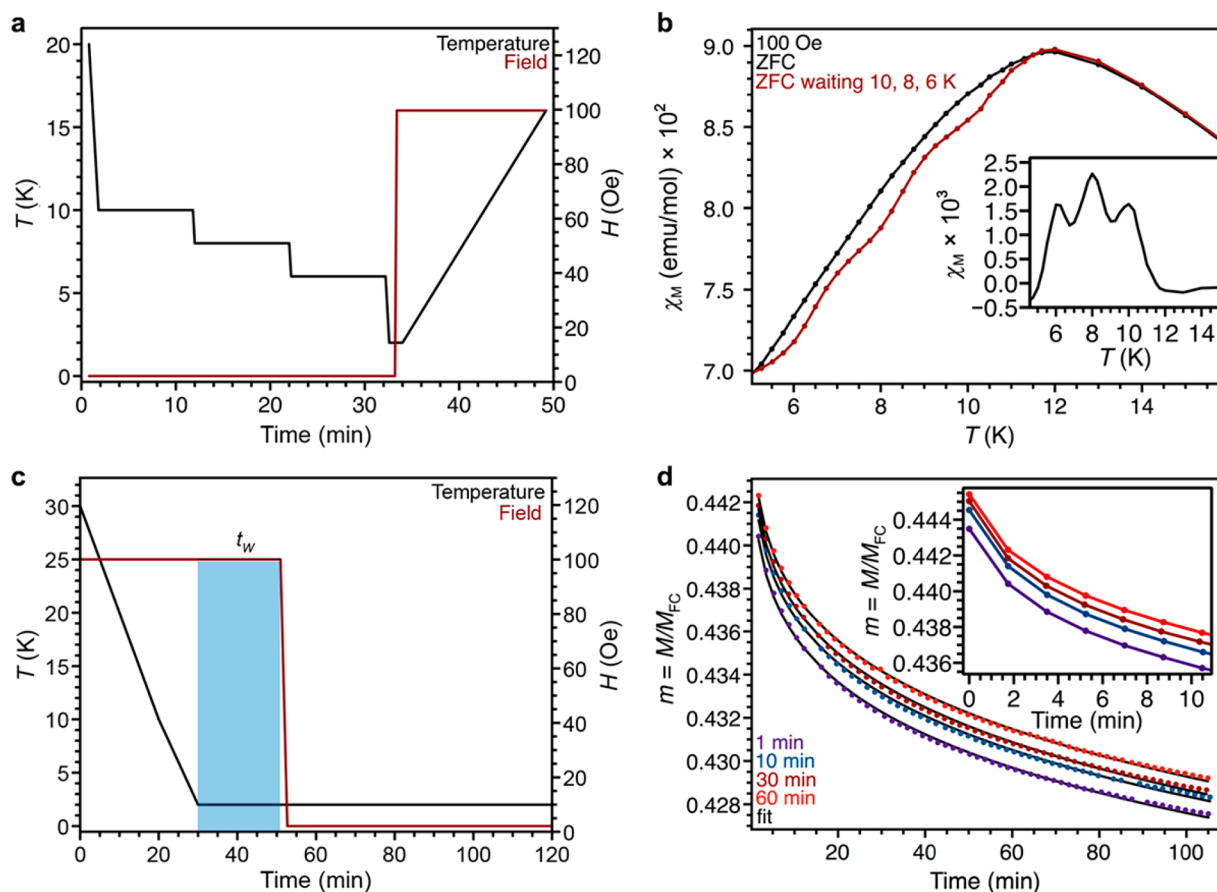 a
Temperature
Field
T (K)
20
15
10
5
0
H (Oe)
120
100
80
60
40
20
0
0 10 20 30 40 50
Time (min)
b
100 Oe
ZFC
ZFC waiting 10, 8, 6 K
χM (emu/mol) × 10²
9.0
8.5
8.0
7.5
7.0
6 8 10 12 14
T (K)
χM × 10³
2.5
2.0
1.5
1.0
0.5
0.0
−0.5
6 8 10 12 14
T (K)
c
Temperature
Field
tW
T (K)
30
25
20
15
10
5
0
H (Oe)
120
100
80
60
40
20
0
0 20 40 60 80 100 120
Time (min)
d
m = M/MFC
0.442
0.440
0.438
0.436
0.434
0.432
0.430
0.428
1 min
10 min
30 min
60 min
fit
20 40 60 80 100
Time (min)
m = M/MFC
0.444
0.442
0.440
0.438
0.436
0 2 4 6 8 10
Time (min)